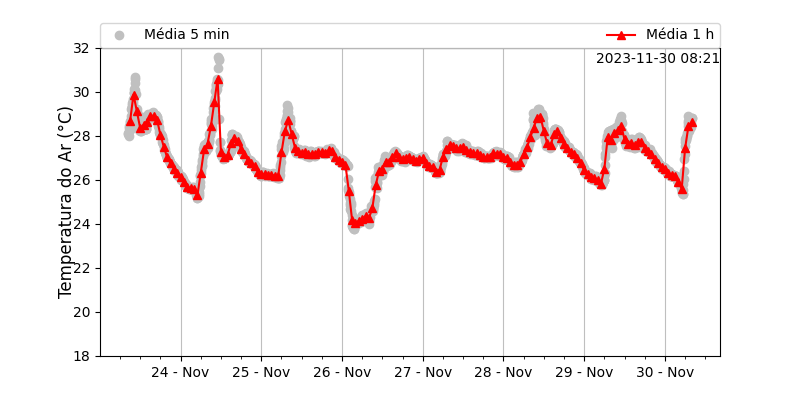 Média 5 min
Média 1 h
2023-11-30 08:21
Temperatura do Ar (°C)
32
30
28
26
24
22
20
18
24 - Nov
25 - Nov
26 - Nov
27 - Nov
28 - Nov
29 - Nov
30 - Nov